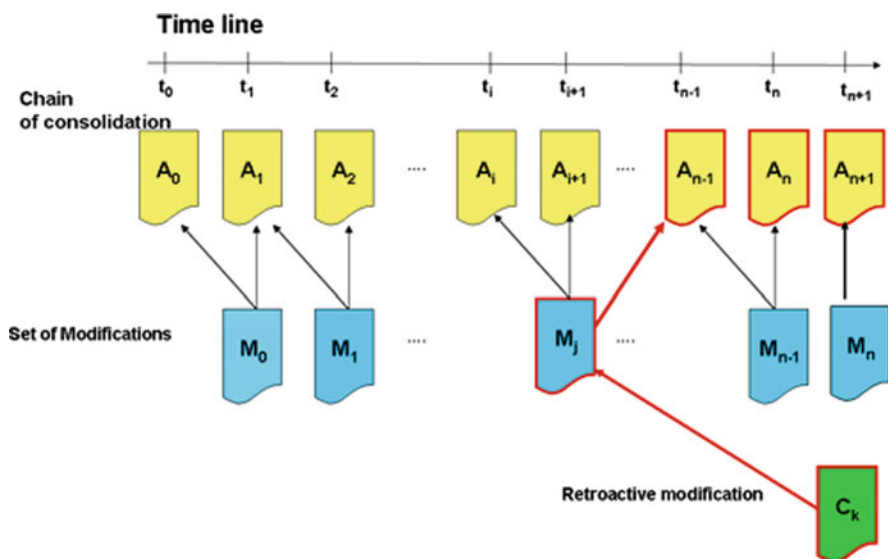 Time line
t0 t1 t2 ti ti+1 tn-1 tn tn+1
Chain
of consolidation
A0 A1 A2 .... Ai Ai+1 .... An-1 An An+1
Set of Modifications
M0 M1 .... Mj .... Mn-1 Mn
Retroactive modification
Ck